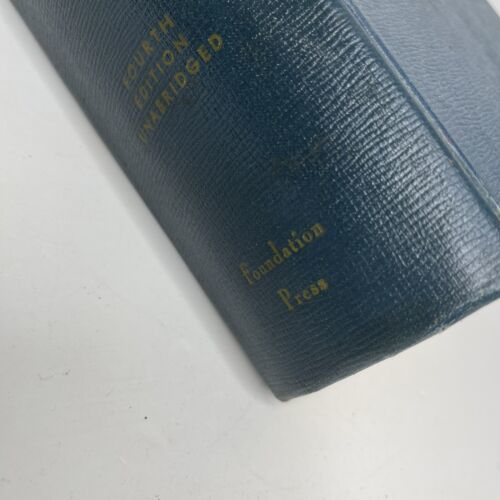 FOURTH
EDITION
UNABRIDGED
Foundation
Press